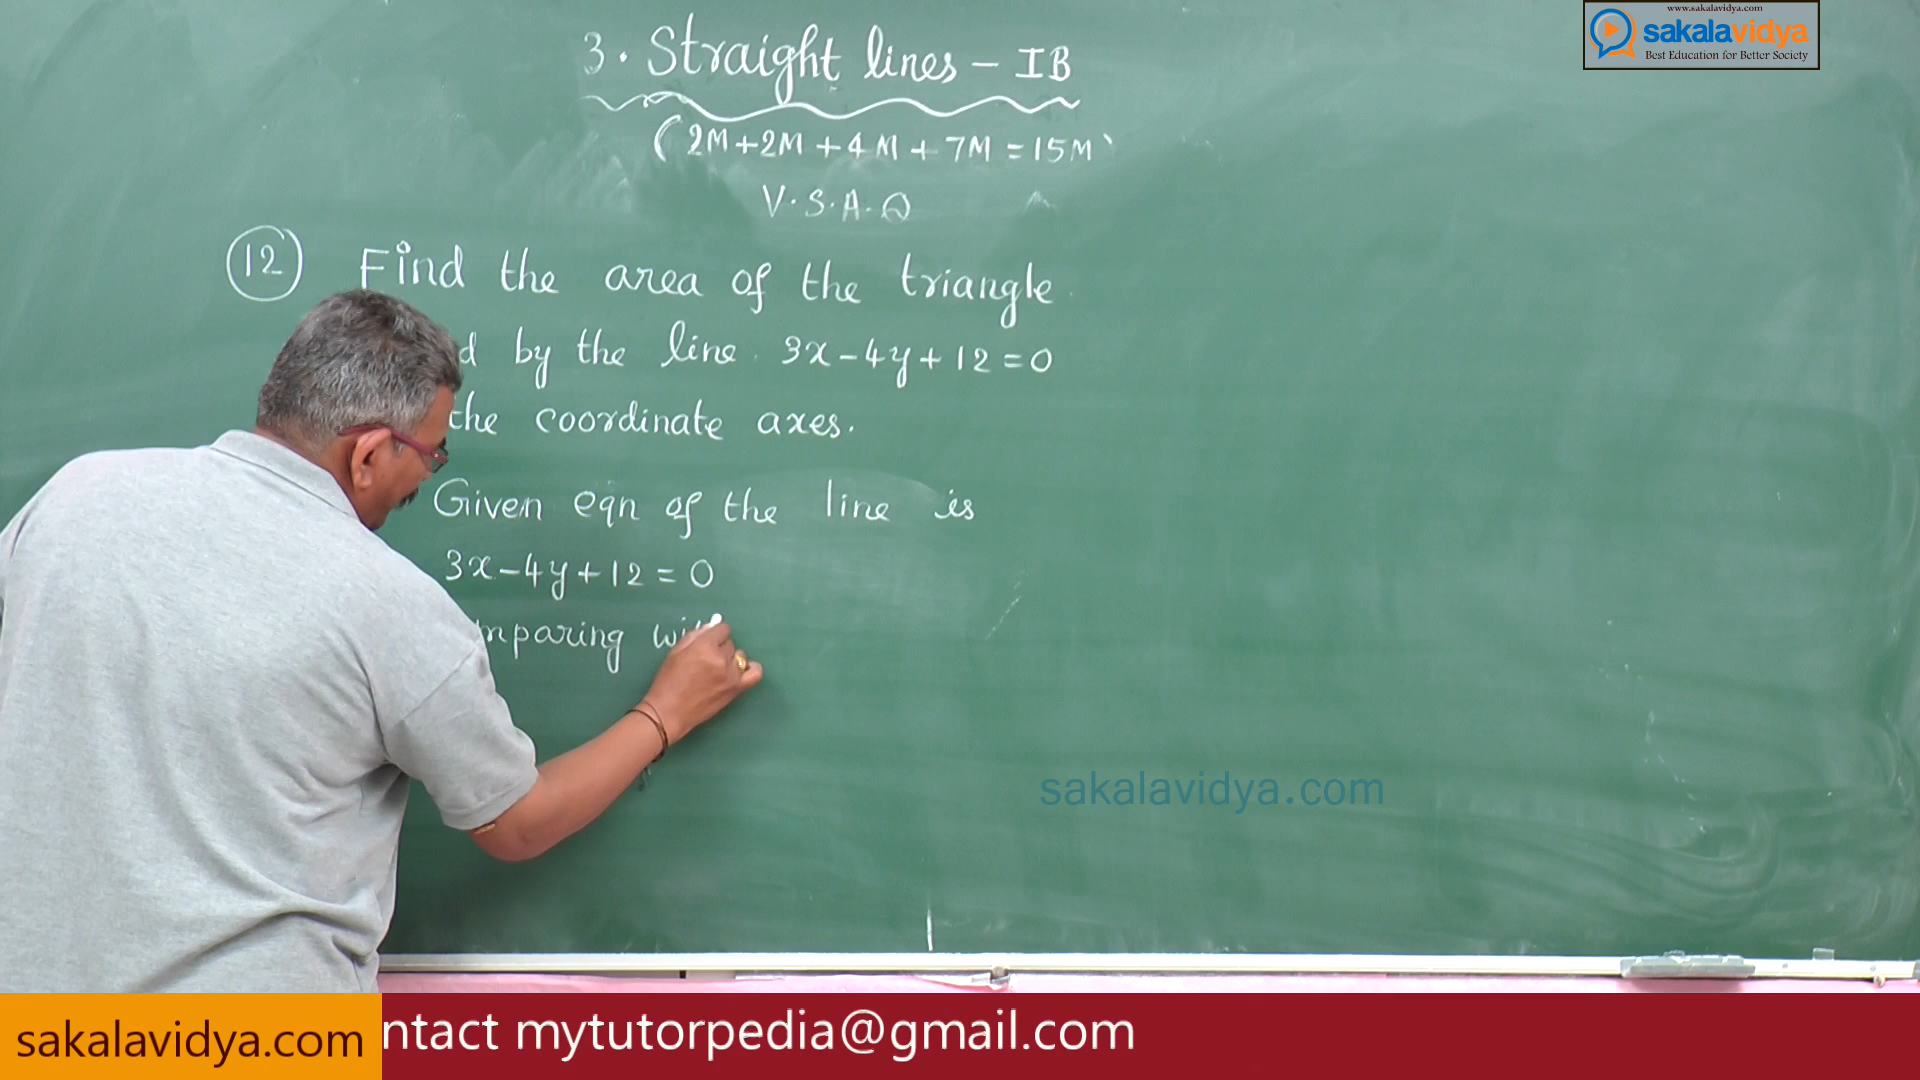 www.sakalavidya.com
sakalavidya
Best Education for Better Society
3. Straight lines - IB
(2M+2M+4M+7M=15M)
V.S.A.Q
12 Find the area of the triangle
d by the line 3x-4y+12=0
the coordinate axes.
Given eqn of the line is
3x-4y+12=0
mparing wit
sakalavidya.com
sakalavidya.com
ntact mytutorpedia@gmail.com